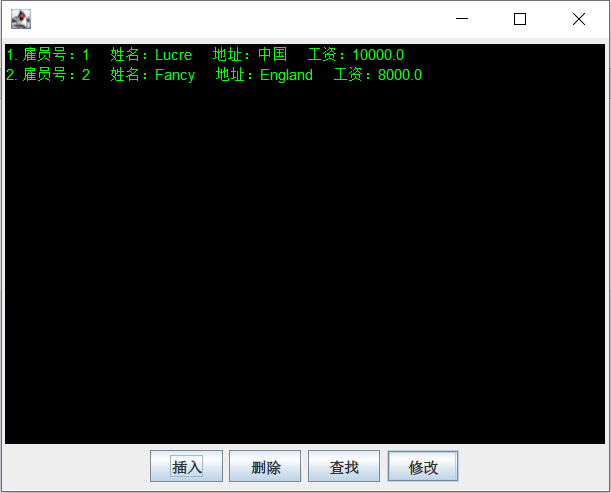 1. 雇员号：1 姓名：Lucre 地址：中国 工资：10000.0
2. 雇员号：2 姓名：Fancy 地址：England 工资：8000.0
插入 删除 查找 修改